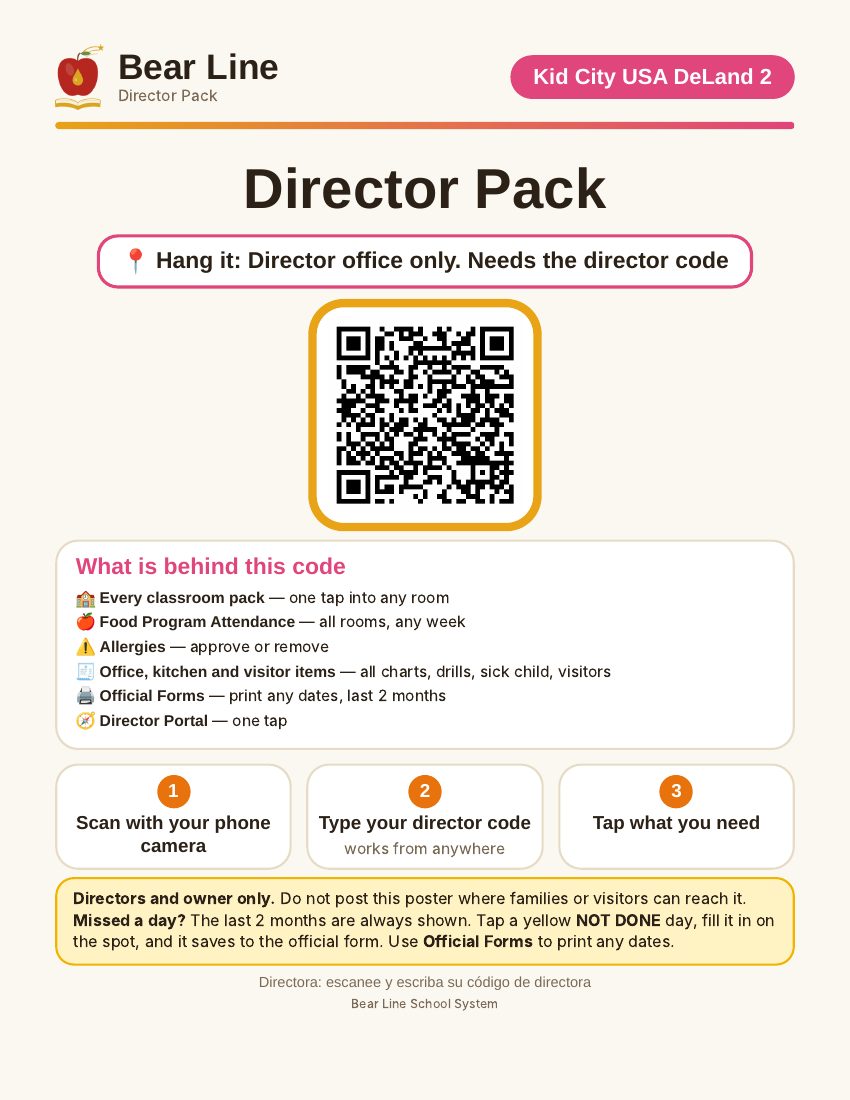 Bear Line
Director Pack
Kid City USA DeLand 2
Director Pack
📍 Hang it: Director office only. Needs the director code
What is behind this code
🏫 Every classroom pack — one tap into any room
🍎 Food Program Attendance — all rooms, any week
⚠️ Allergies — approve or remove
🧾 Office, kitchen and visitor items — all charts, drills, sick child, visitors
🖨️ Official Forms — print any dates, last 2 months
🧭 Director Portal — one tap
1
Scan with your phone
camera
2
Type your director code
works from anywhere
3
Tap what you need
Directors and owner only. Do not post this poster where families or visitors can reach it.
Missed a day? The last 2 months are always shown. Tap a yellow NOT DONE day, fill it in on
the spot, and it saves to the official form. Use Official Forms to print any dates.
Directora: escanee y escriba su código de directora
Bear Line School System